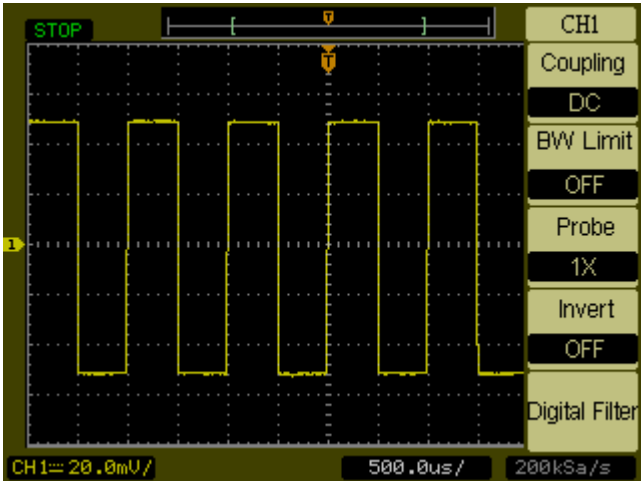 STOP
T
CH1
T
Coupling
DC
BW Limit
OFF
Probe
1
1X
Invert
OFF
Digital Filter
CH1⎓20.0mV/
500.0us/
200kSa/s